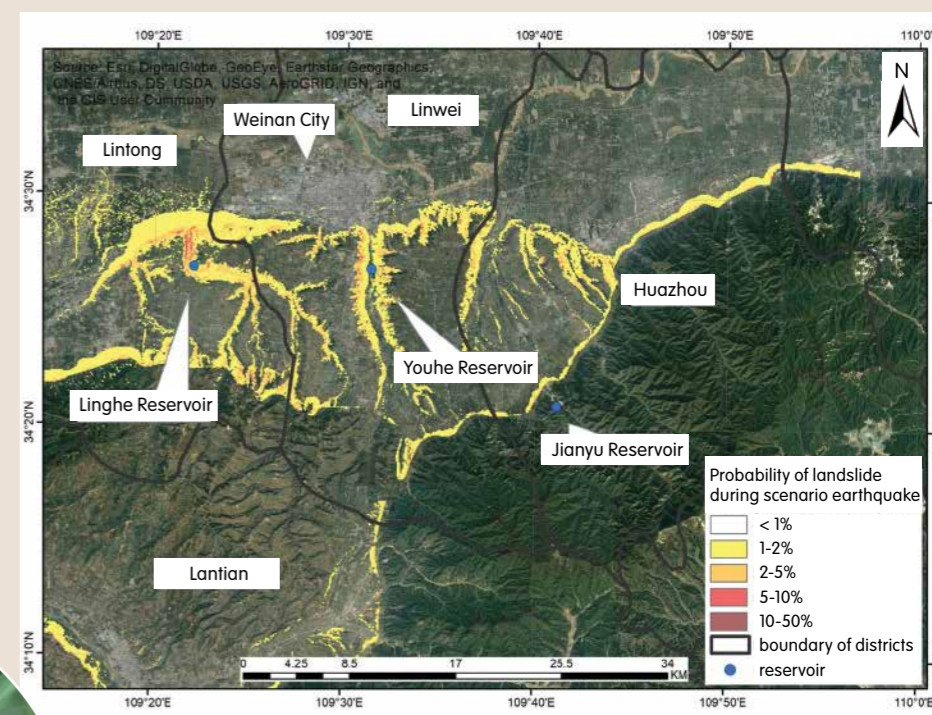 109°20'E 109°30'E 109°40'E 109°50'E 110°0'
Source: Esri, DigitalGlobe, GeoEye, Earthstar Geographics,
CNES/Airbus, DS, USDA, USGS, AeroGRID, IGN, and
the GIS User Community
N
Linwei
Weinan City
Lintong
34°30'N
Huazhou
Youhe Reservoir
Linghe Reservoir
34°20'N
Jianyu Reservoir
Probability of landslide
during scenario earthquake
< 1%
1-2%
2-5%
5-10%
10-50%
boundary of districts
reservoir
Lantian
34°10'N
0 4.25 8.5 17 25.5 34
KM
109°20'E 109°30'E 109°40'E 109°50'E 110°0'